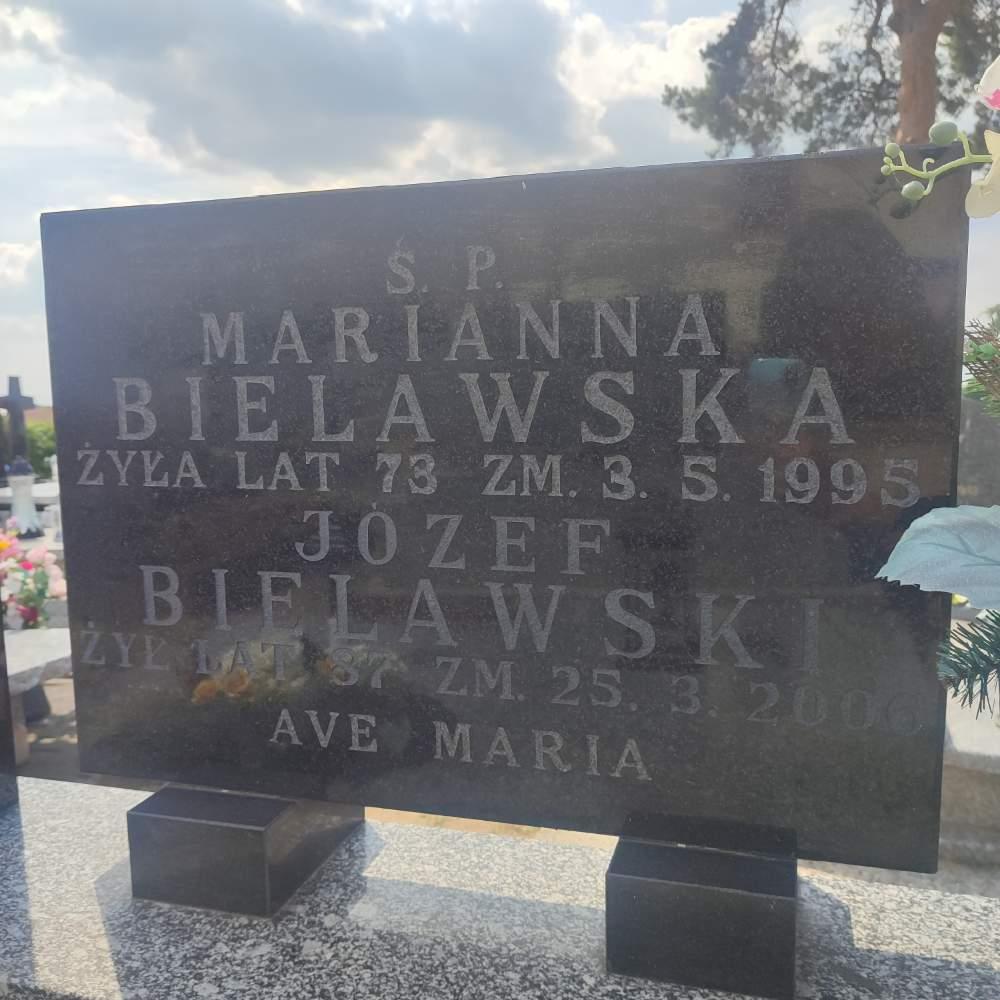 Ś. P.
MARIANNA
BIELAWSKA
ŻYŁA LAT 73 ZM. 3. 5. 1995
JÓZEF
BIELAWSKI
ŻYŁ LAT 87 ZM. 25. 3.
AVE MARIA